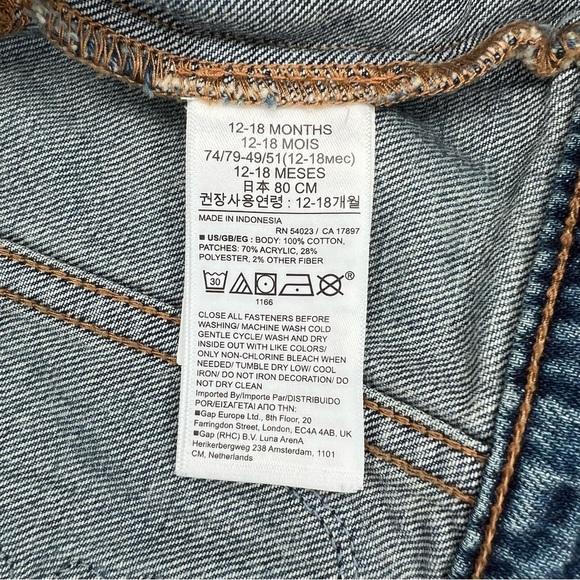 12-18 MONTHS
12-18 MOIS
74/79-49/51(12-18мес)
12-18 MESES
日本 80 CM
권장사용연령 : 12-18개월
MADE IN INDONESIA
RN 54023 / CA 17897
■ US/GB/EG : BODY: 100% COTTON,
PATCHES: 70% ACRYLIC, 28%
POLYESTER, 2% OTHER FIBER
30
®
1166
CLOSE ALL FASTENERS BEFORE
WASHING/ MACHINE WASH COLD
GENTLE CYCLE/ WASH AND DRY
INSIDE OUT WITH LIKE COLORS/
ONLY NON-CHLORINE BLEACH WHEN
NEEDED/ TUMBLE DRY LOW/ COOL
IRON/ DO NOT IRON DECORATION/ DO
NOT DRY CLEAN
Imported By/Importe Par/DISTRIBUIDO
POR/ΕΙΣΑΓΕΤΑΙ ΑΠΟ ΤΗΝ:
■Gap Europe Ltd., 8th Floor, 20
Farringdon Street, London, EC4A 4AB, UK
■Gap (RHC) B.V. Luna ArenA
Herikerbergweg 238 Amsterdam, 1101
CM, Netherlands